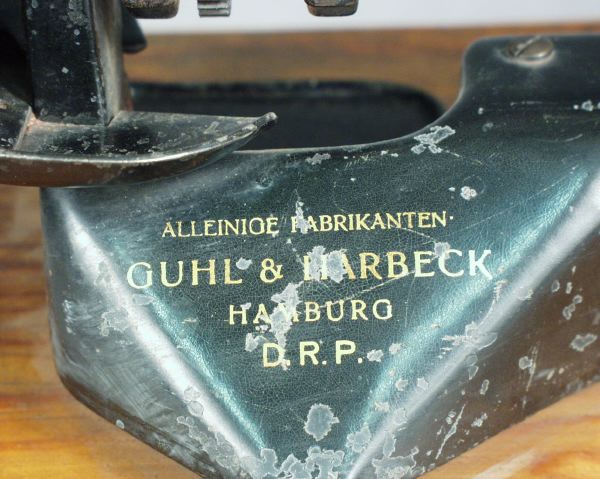 ALLEINIGE FABRIKANTEN·
GUHL & HARBECK
HAMBURG
D.R.P.